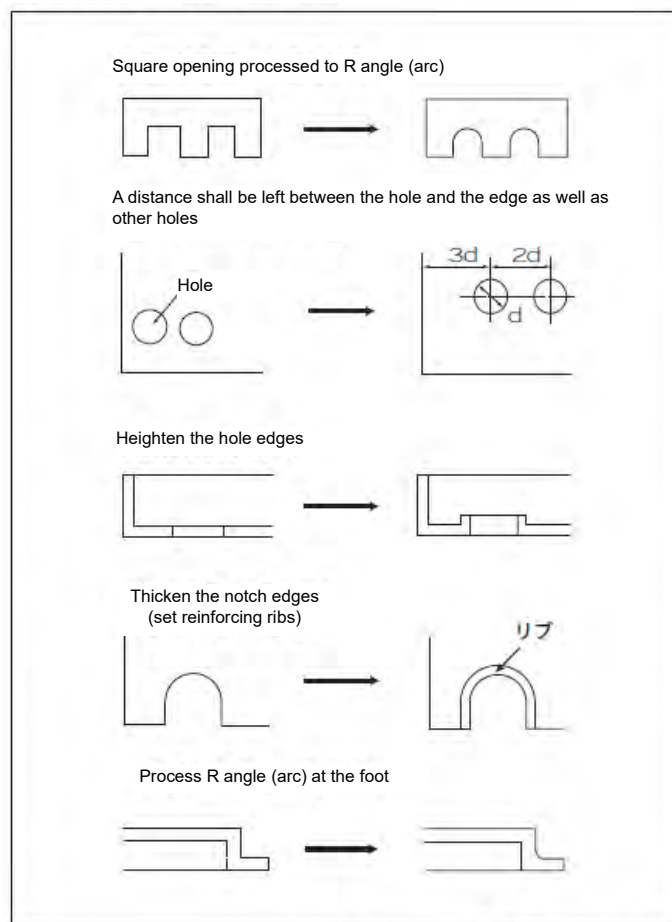 Square opening processed to R angle (arc)
A distance shall be left between the hole and the edge as well as
other holes
Hole
3d
2d
d
Heighten the hole edges
Thicken the notch edges
(set reinforcing ribs)
リブ
Process R angle (arc) at the foot